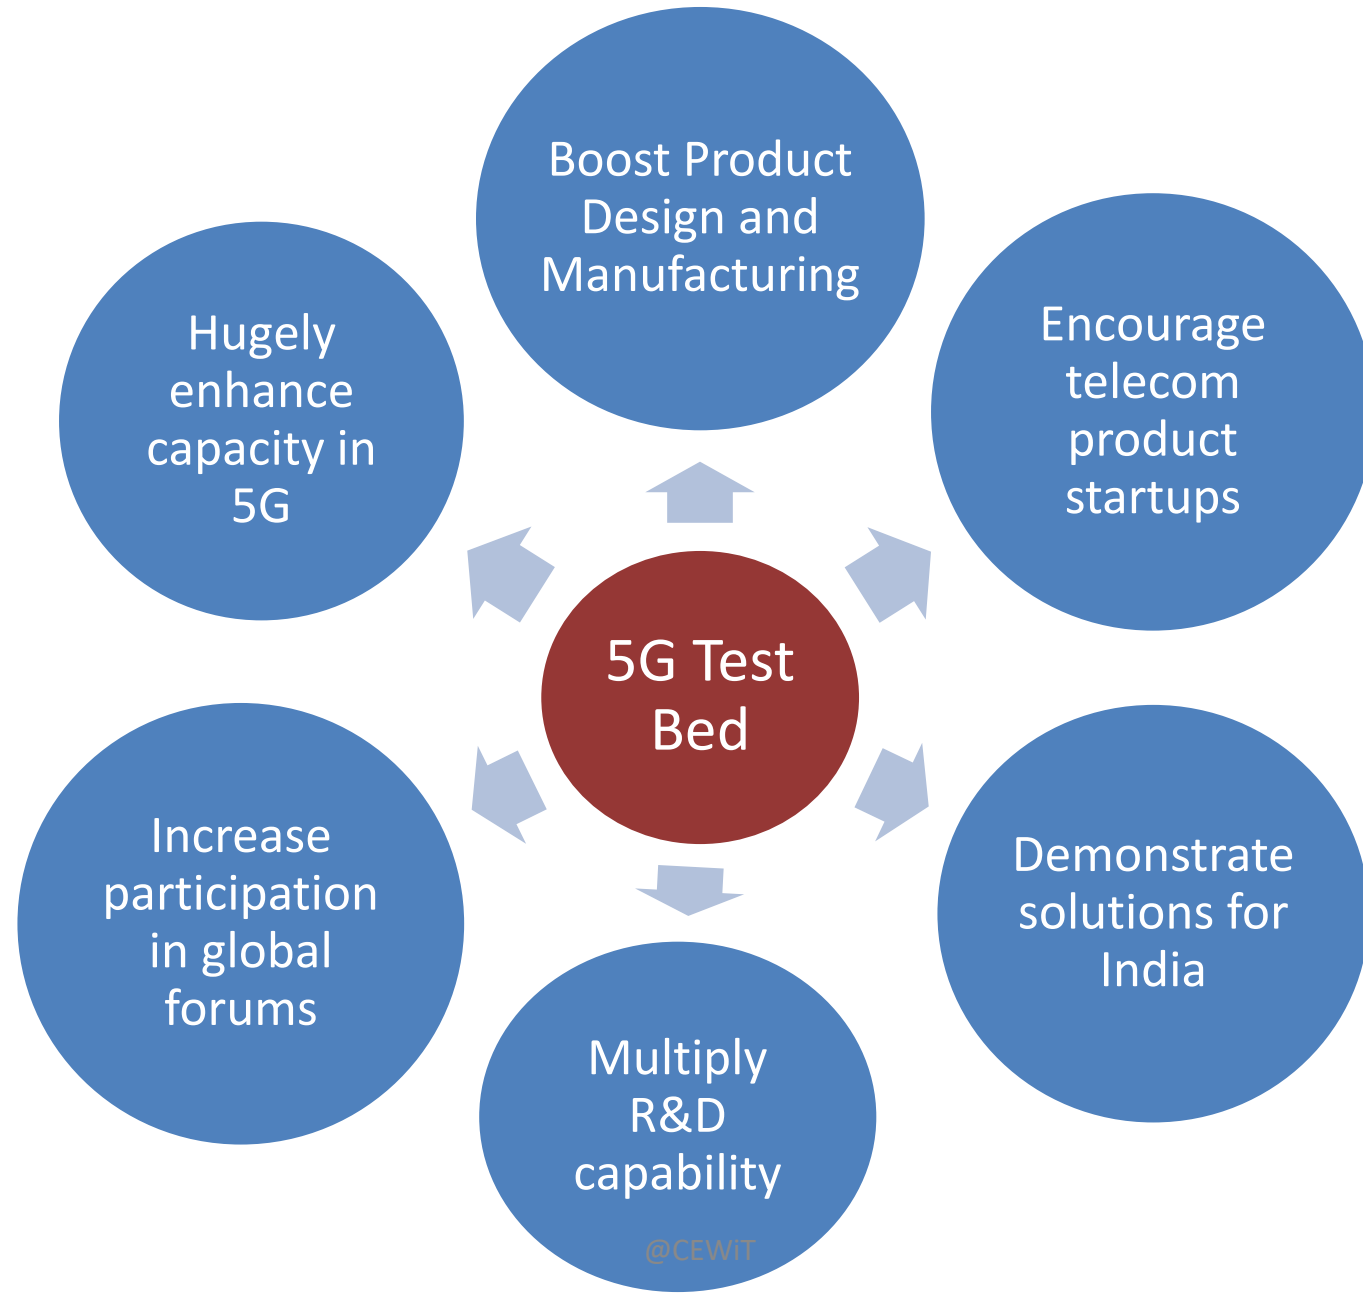 Boost Product
Design and
Manufacturing
Encourage
telecom
product
startups
Hugely
enhance
capacity in
5G
5G Test
Bed
Increase
participation
in global
forums
Demonstrate
solutions for
India
Multiply
R&D
capability
@CEWiT